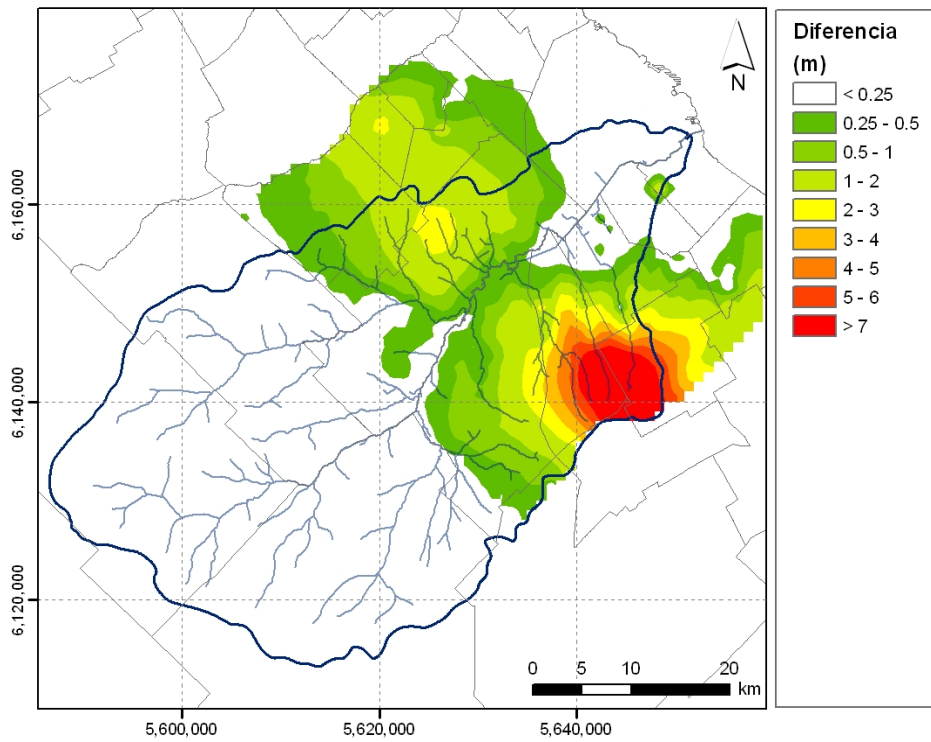 Diferencia
(m)
< 0.25
0.25 - 0.5
0.5 - 1
1 - 2
2 - 3
3 - 4
4 - 5
5 - 6
> 7
N
6,160,000
6,140,000
6,120,000
0 5 10 20
km
5,600,000 5,620,000 5,640,000